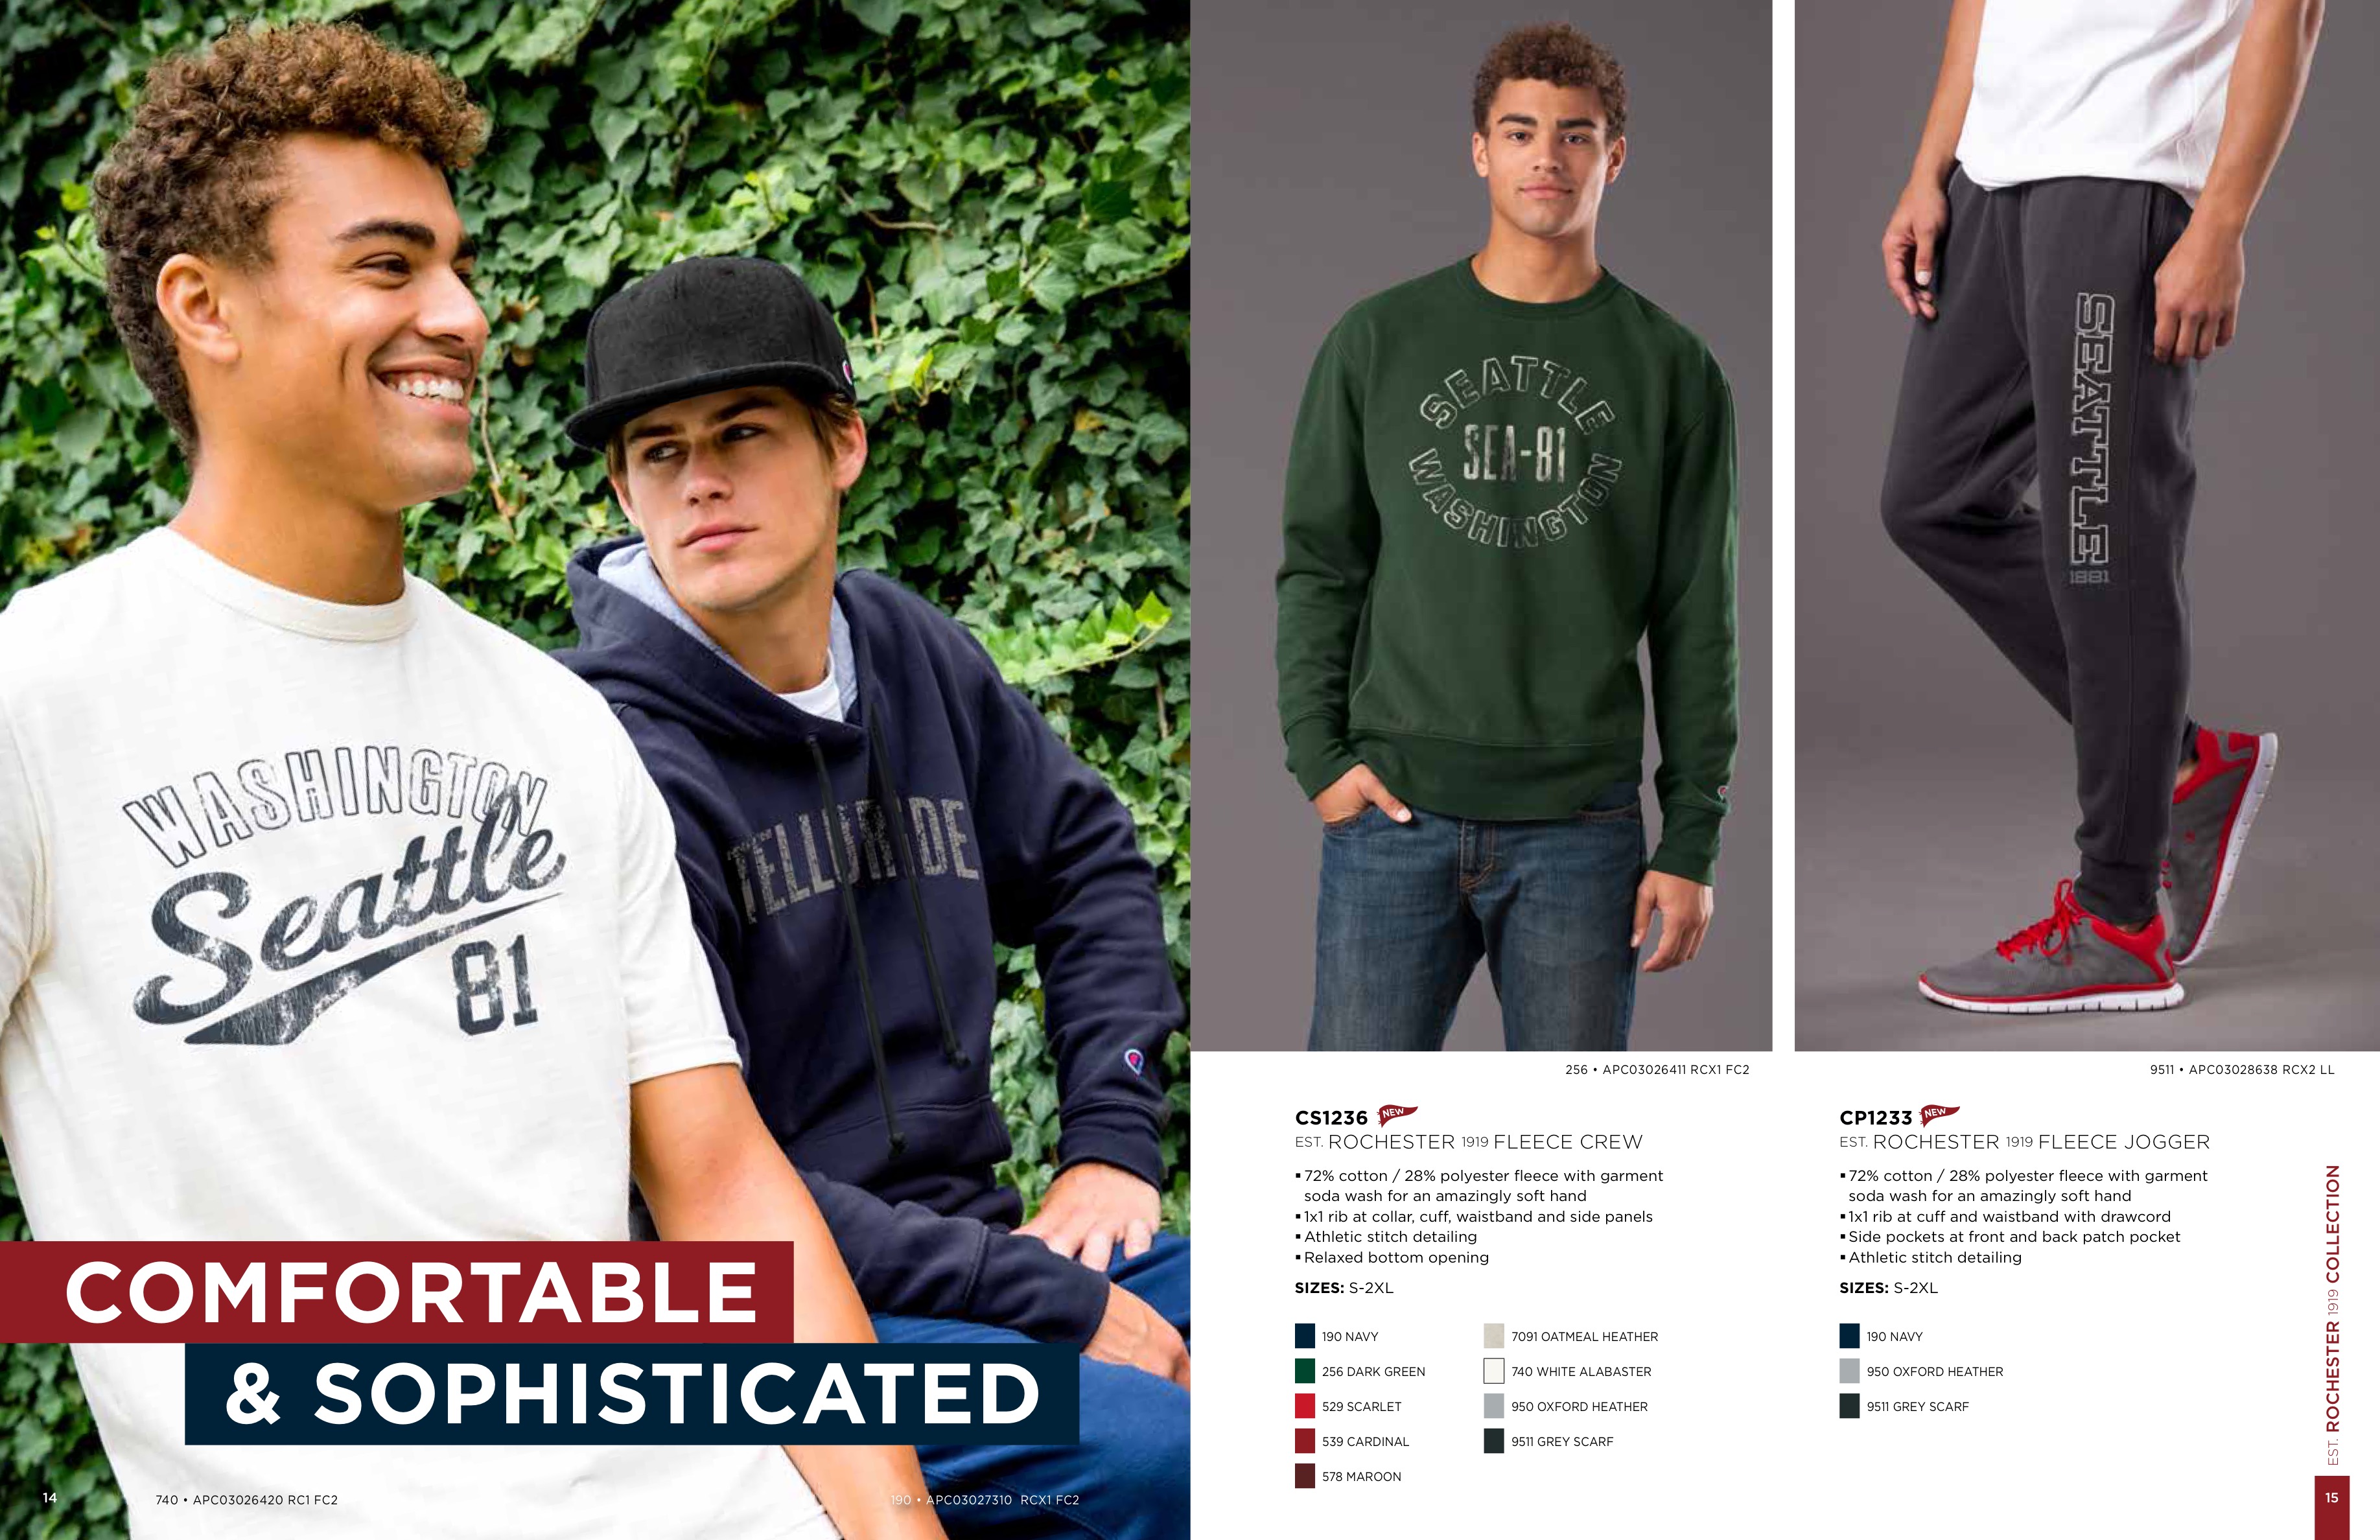 WASHINGTON
Seattle
81
TELLURIDE
COMFORTABLE
& SOPHISTICATED
14
740 • APC03026420 RC1 FC2
190 • APC03027310 RCX1 FC2
SEATTLE
SEA-81
WASHINGTON
SEATTLE
1881
256 • APC03026411 RCX1 FC2
9511 • APC03028638 RCX2 LL
CS1236 NEW
EST. ROCHESTER 1919 FLEECE CREW
▪ 72% cotton / 28% polyester fleece with garment
soda wash for an amazingly soft hand
▪ 1x1 rib at collar, cuff, waistband and side panels
▪ Athletic stitch detailing
▪ Relaxed bottom opening
SIZES: S-2XL
190 NAVY
256 DARK GREEN
529 SCARLET
539 CARDINAL
578 MAROON
7091 OATMEAL HEATHER
740 WHITE ALABASTER
950 OXFORD HEATHER
9511 GREY SCARF
CP1233 NEW
EST. ROCHESTER 1919 FLEECE JOGGER
▪ 72% cotton / 28% polyester fleece with garment
soda wash for an amazingly soft hand
▪ 1x1 rib at cuff and waistband with drawcord
▪ Side pockets at front and back patch pocket
▪ Athletic stitch detailing
SIZES: S-2XL
190 NAVY
950 OXFORD HEATHER
9511 GREY SCARF
EST. ROCHESTER 1919 COLLECTION
15